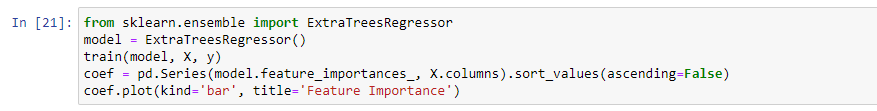 In [21]: from sklearn.ensemble import ExtraTreesRegressor
model = ExtraTreesRegressor()
train(model, X, y)
coef = pd.Series(model.feature_importances_, X.columns).sort_values(ascending=False)
coef.plot(kind='bar', title='Feature Importance')